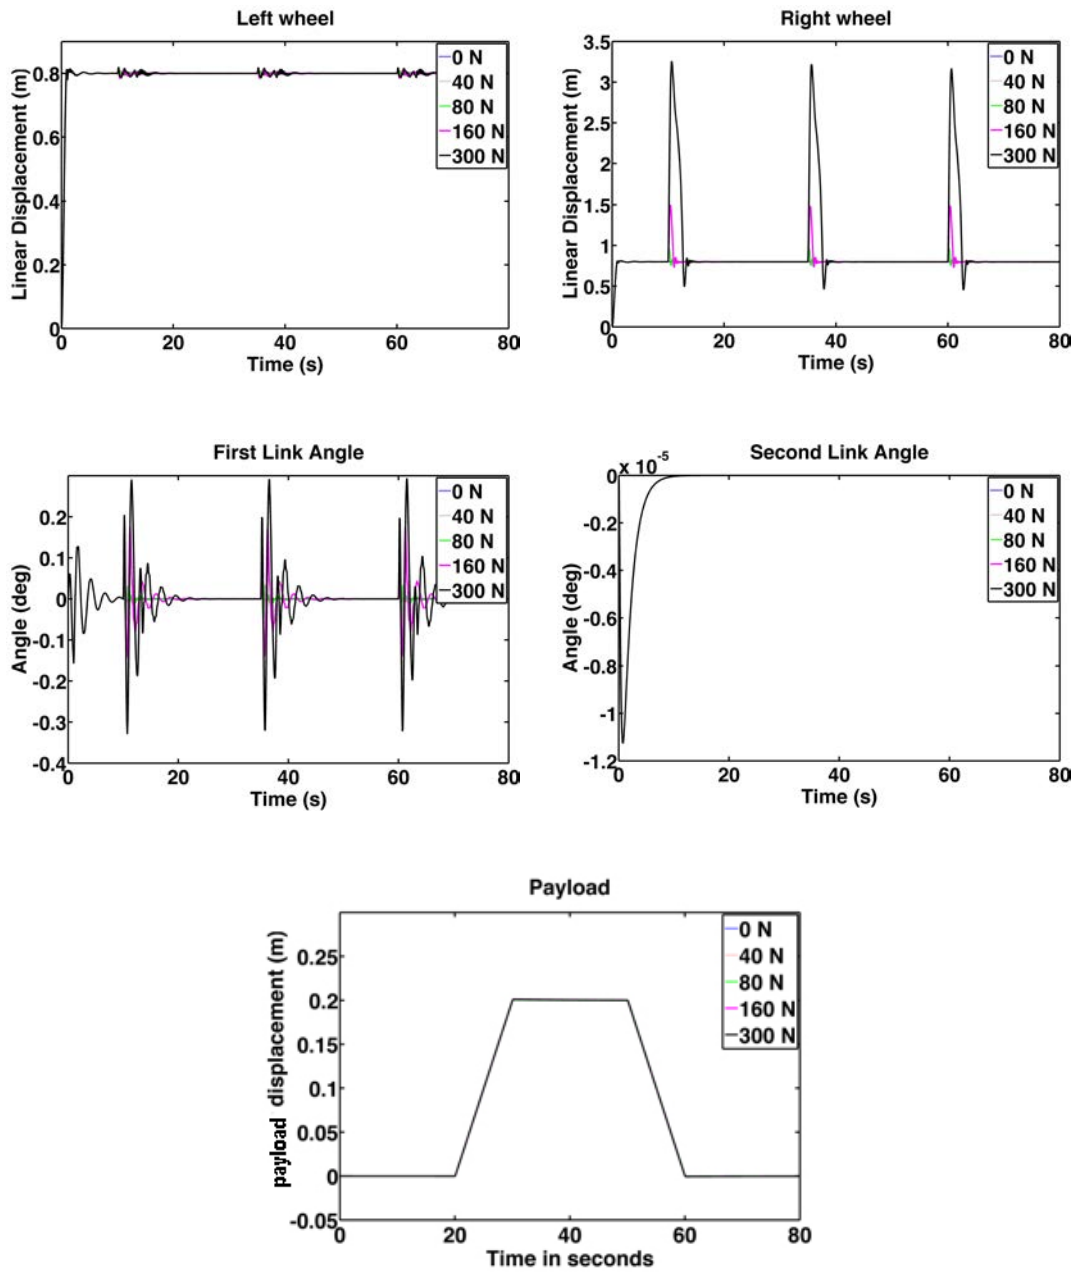 Left wheel
Linear Displacement (m)
0.8
0.6
0.4
0.2
0
0 20 40 60 80
Time (s)
0 N
40 N
80 N
160 N
300 N
Right wheel
Linear Displacement (m)
3.5
3
2.5
2
1.5
1
0.5
0
0 20 40 60 80
Time (s)
0 N
40 N
80 N
160 N
300 N
First Link Angle
Angle (deg)
0.2
0.1
0
-0.1
-0.2
-0.3
-0.4
0 20 40 60 80
Time (s)
0 N
40 N
80 N
160 N
300 N
Second Link Angle
x 10-5
Angle (deg)
0
-0.2
-0.4
-0.6
-0.8
-1
-1.2
0 20 40 60 80
Time (s)
0 N
40 N
80 N
160 N
300 N
Payload
payload displacement (m)
0.25
0.2
0.15
0.1
0.05
0
-0.05
0 20 40 60 80
Time in seconds
0 N
40 N
80 N
160 N
300 N